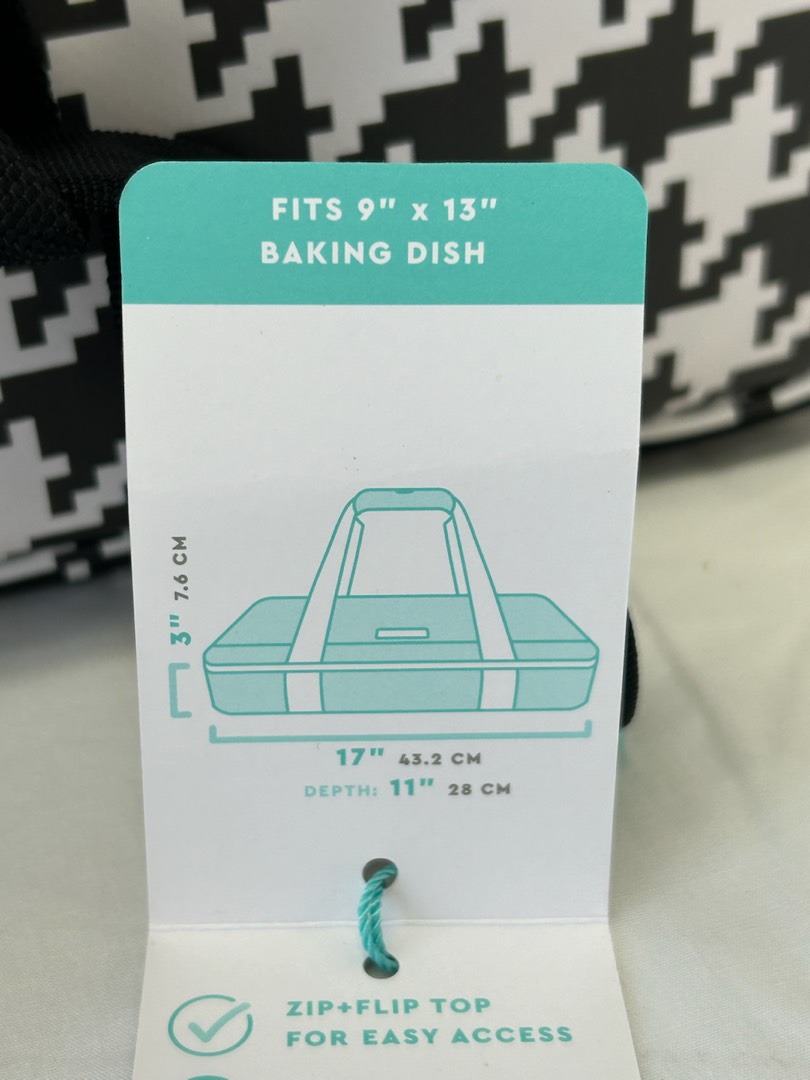 FITS 9" x 13"
BAKING DISH
3" 7.6 CM
17" 43.2 CM
DEPTH: 11" 28 CM
ZIP+FLIP TOP
FOR EASY ACCESS